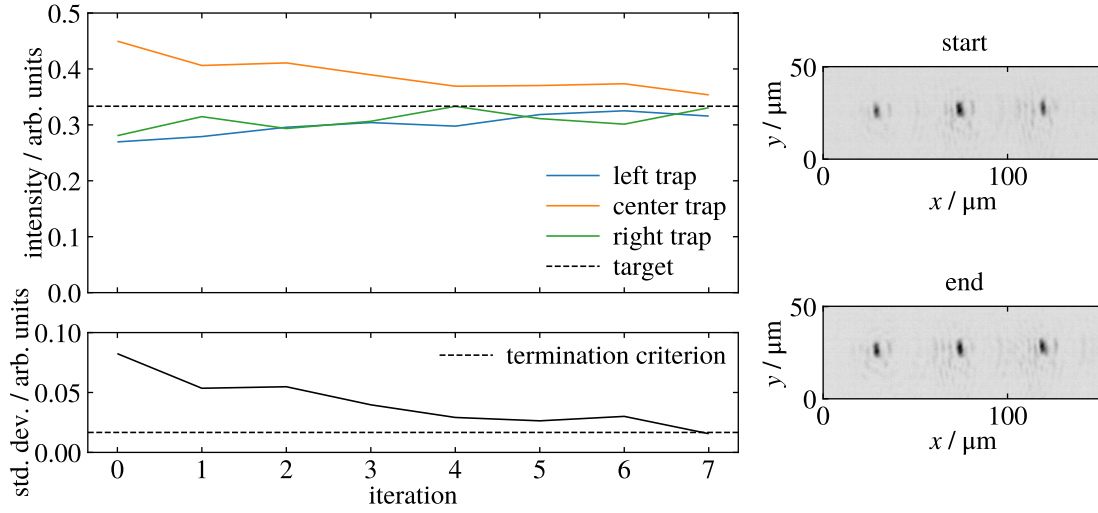 intensity / arb. units
0.5
0.4
0.3
0.2
0.1
0.0
left trap
center trap
right trap
target
std. dev. / arb. units
0.10
0.05
0.00
termination criterion
0 1 2 3 4 5 6 7
iteration
start
y / µm
50
0
0 100
x / µm
end
y / µm
50
0
0 100
x / µm